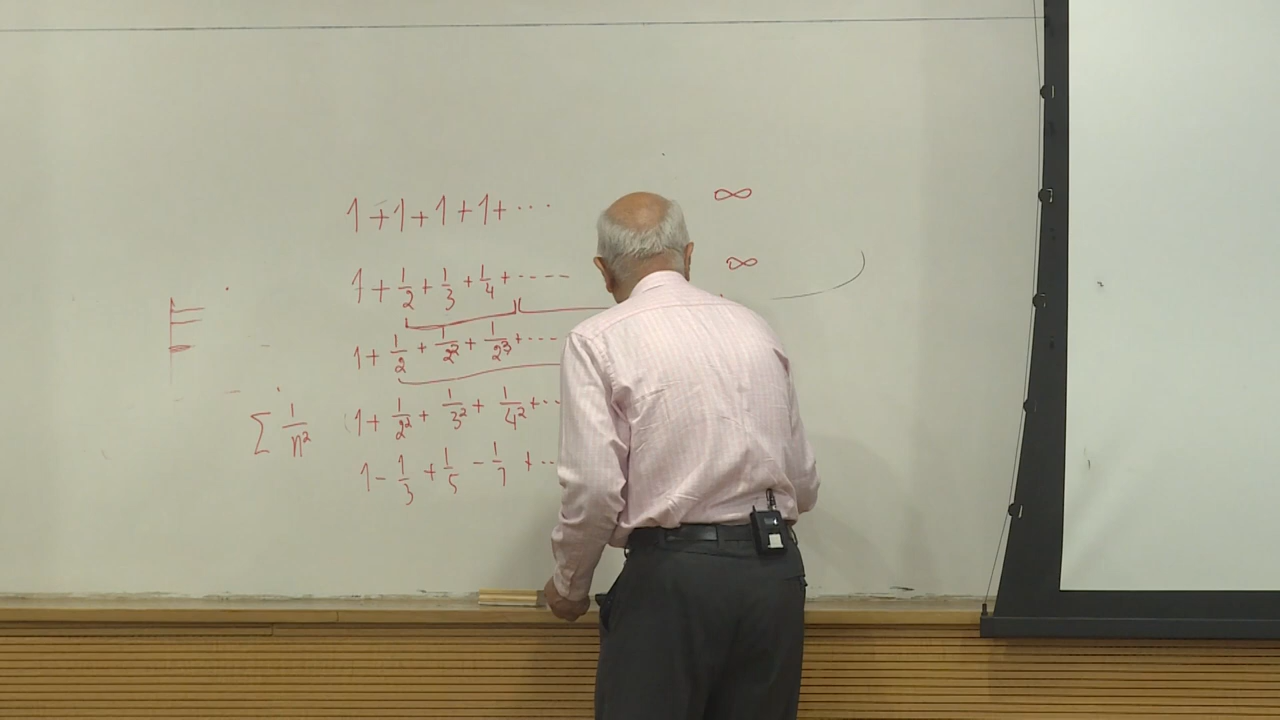 1 + 1 + 1 + 1 + ··· ∞
1 + 1/2 + 1/3 + 1/4 + ····· ∞
1 + 1/2 + 1/2² + 1/2³ + ····
∑ 1/n² 1 + 1/2² + 1/3² + 1/4² + ··
1 - 1/3 + 1/5 - 1/7 + ··